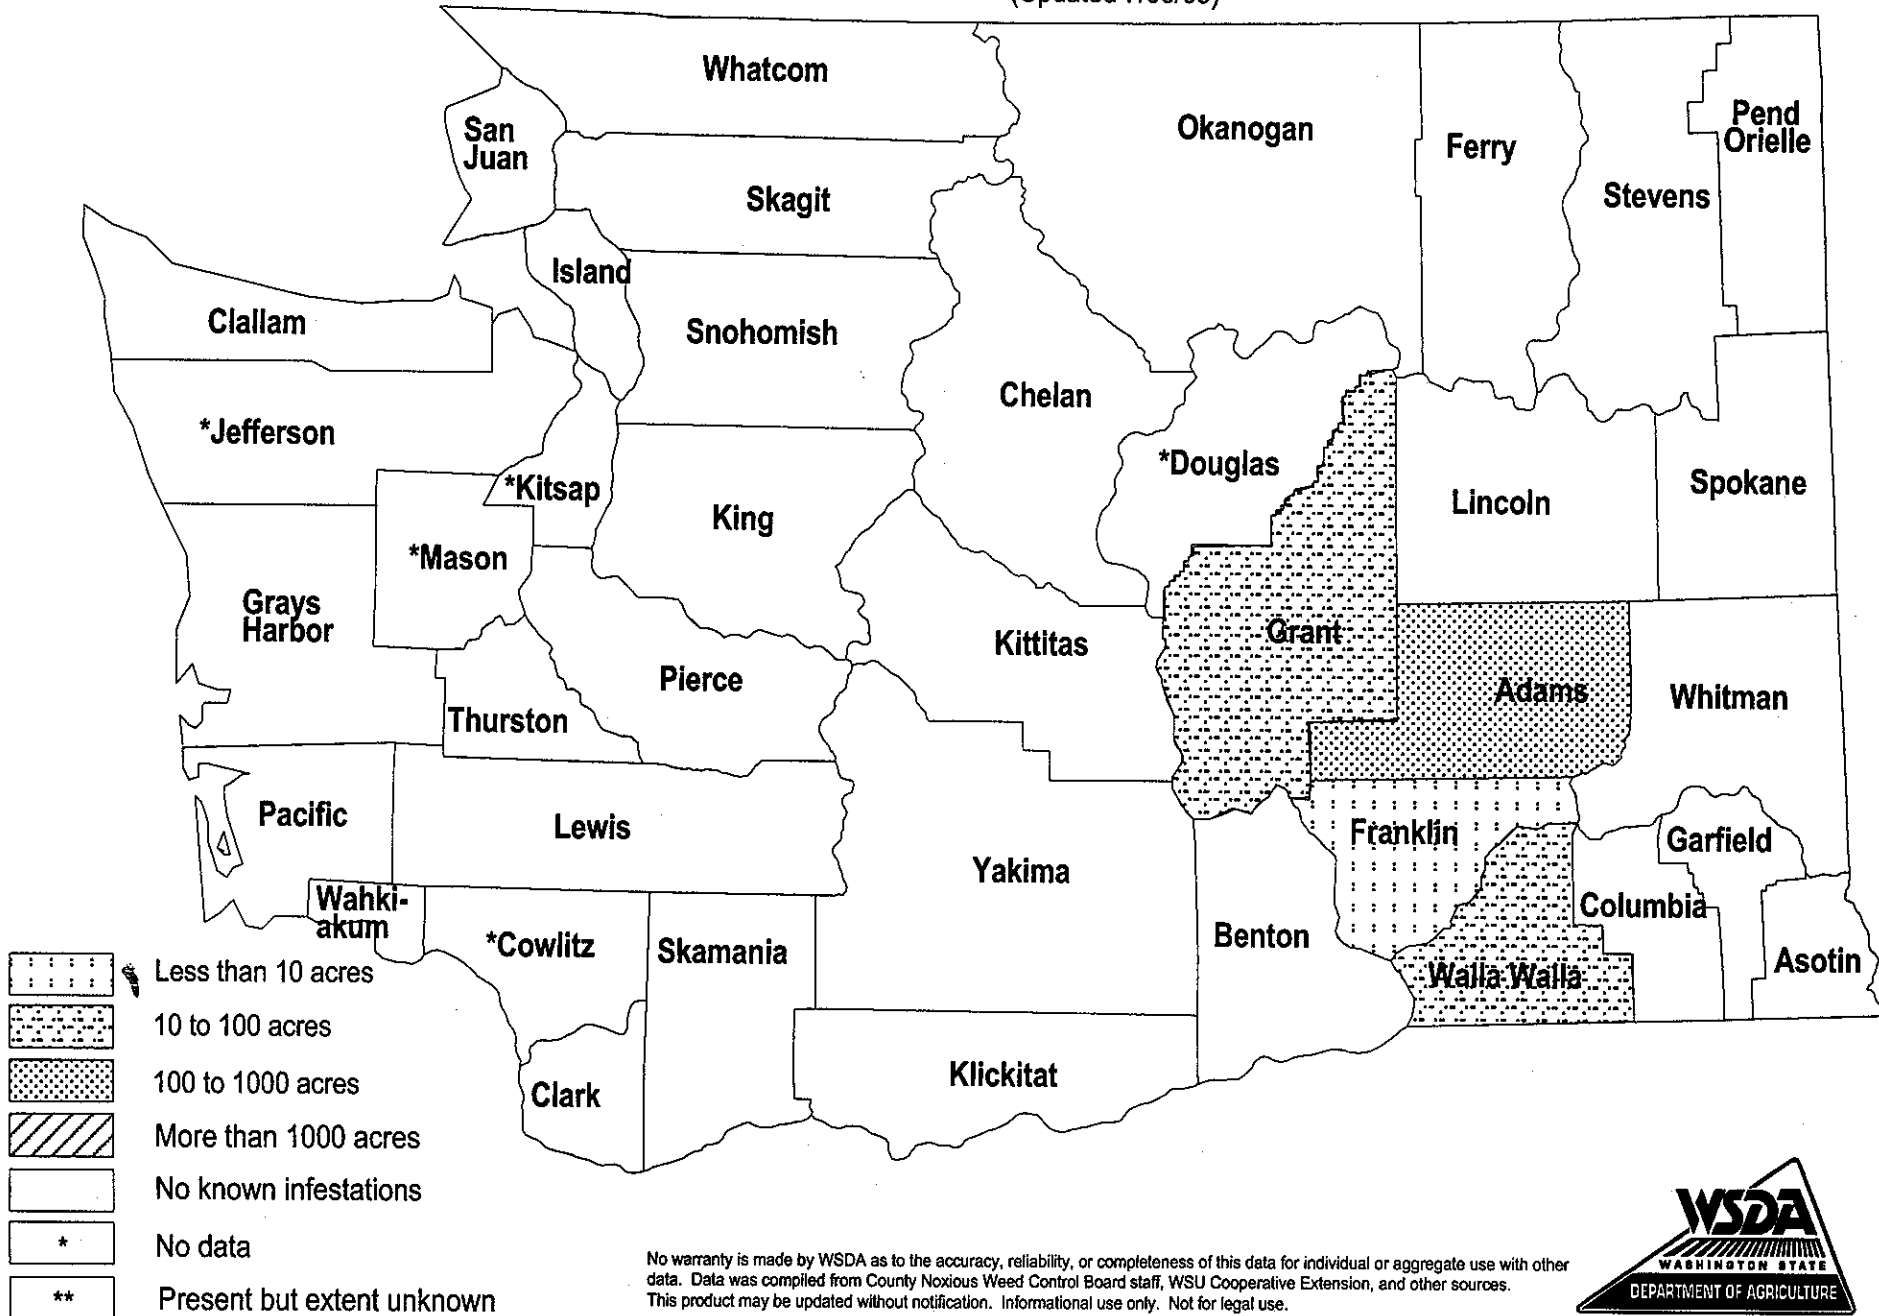 Whatcom
San
Juan
Okanogan
Ferry
Pend
Orielle
Skagit
Stevens
Island
Clallam
Snohomish
Chelan
*Jefferson
*Douglas
*Kitsap
Spokane
Lincoln
King
*Mason
Grays
Harbor
Grant
Kittitas
Pierce
Adams
Whitman
Thurston
Pacific
Lewis
Franklin
Garfield
Yakima
Wahki-
akum
Columbia
*Cowlitz
Skamania
Benton
Asotin
Walla Walla
Klickitat
Clark
Less than 10 acres
10 to 100 acres
100 to 1000 acres
More than 1000 acres
No known infestations
* No data
** Present but extent unknown
No warranty is made by WSDA as to the accuracy, reliability, or completeness of this data for individual or aggregate use with other
data. Data was compiled from County Noxious Weed Control Board staff, WSU Cooperative Extension, and other sources.
This product may be updated without notification. Informational use only. Not for legal use.
WSDA
WASHINGTON STATE
DEPARTMENT OF AGRICULTURE